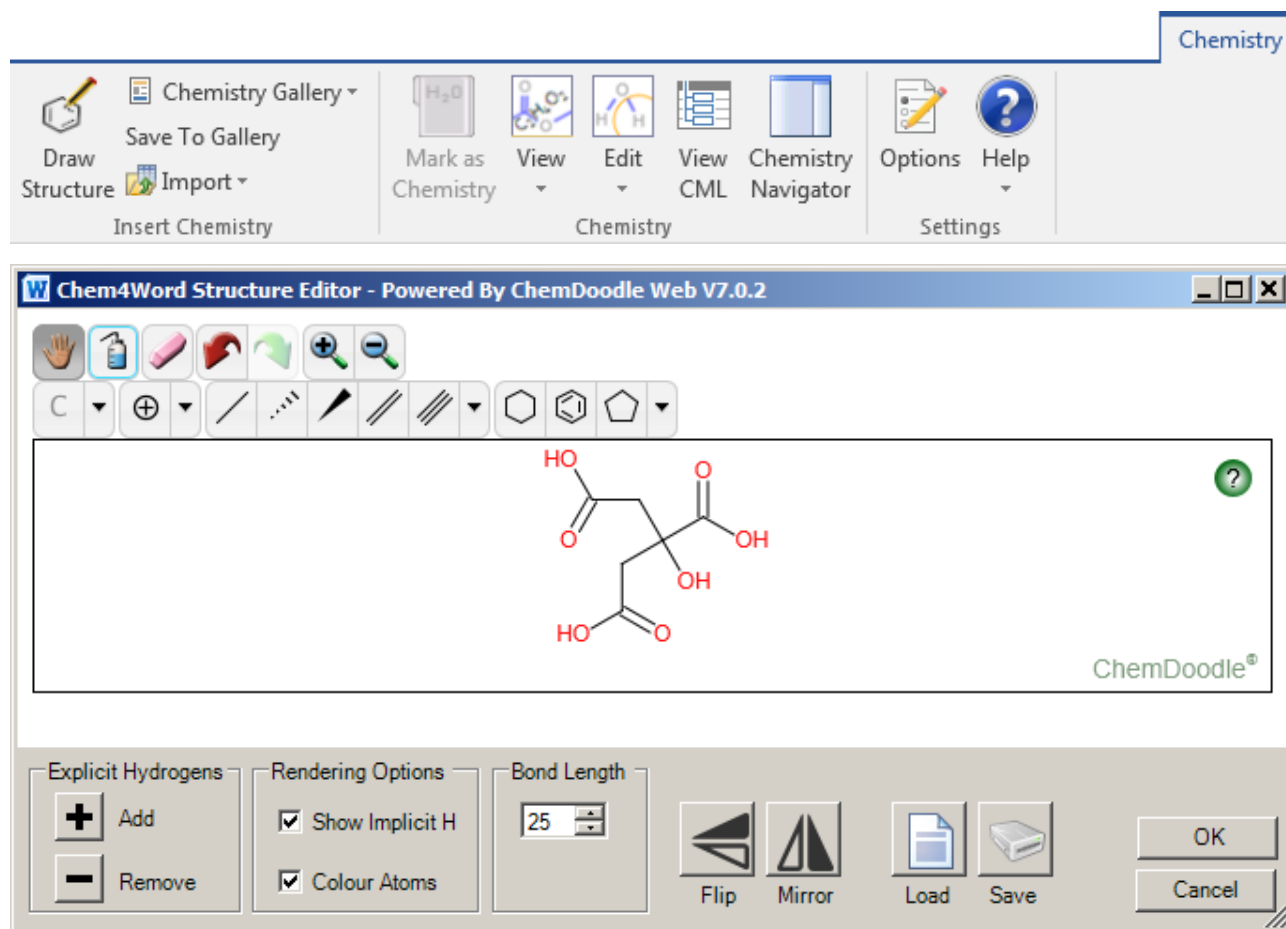 Chemistry
Chemistry Gallery
Save To Gallery
Import
Draw
Structure
Insert Chemistry
H₂O
Mark as
Chemistry
View
Edit
View
CML
Chemistry
Navigator
Chemistry
Options
Help
Settings
Chem4Word Structure Editor - Powered By ChemDoodle Web V7.0.2
C
HO
O
O
OH
OH
HO
O
?
ChemDoodle®
Explicit Hydrogens
Add
Remove
Rendering Options
Show Implicit H
Colour Atoms
Bond Length
25
Flip
Mirror
Load
Save
OK
Cancel